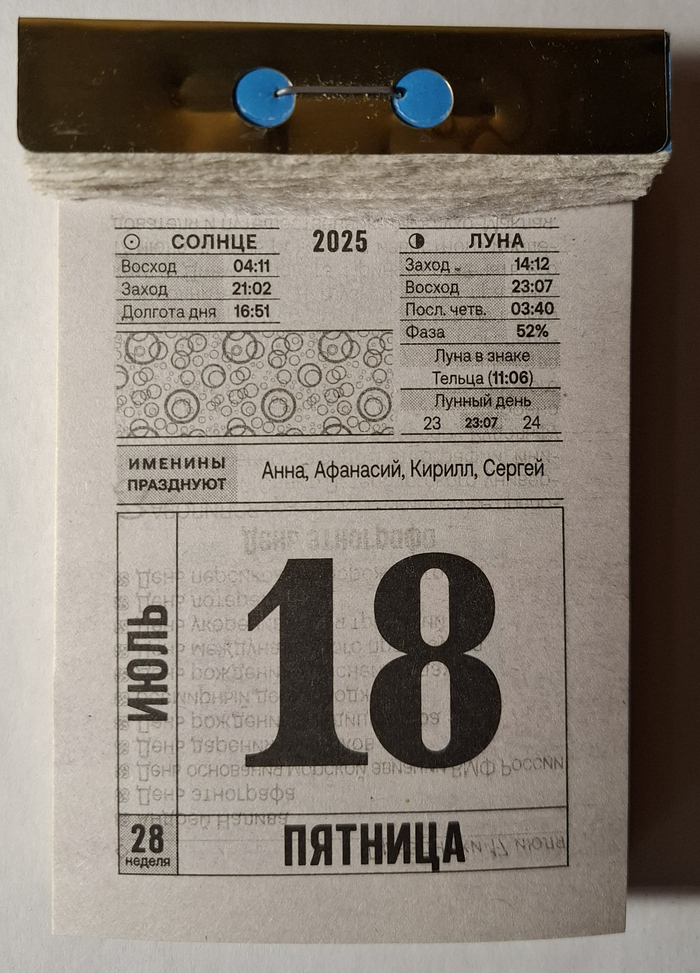 СОЛНЦЕ
Восход 04:11
Заход 21:02
Долгота дня 16:51
2025
ЛУНА
Заход 14:12
Восход 23:07
Посл. четв. 03:40
Фаза 52%
Луна в знаке
Тельца (11:06)
Лунный день
23 23:07 24
ИМЕНИНЫ
ПРАЗДНУЮТ
Анна, Афанасий, Кирилл, Сергей
ИЮЛЬ
18
28
неделя
ПЯТНИЦА